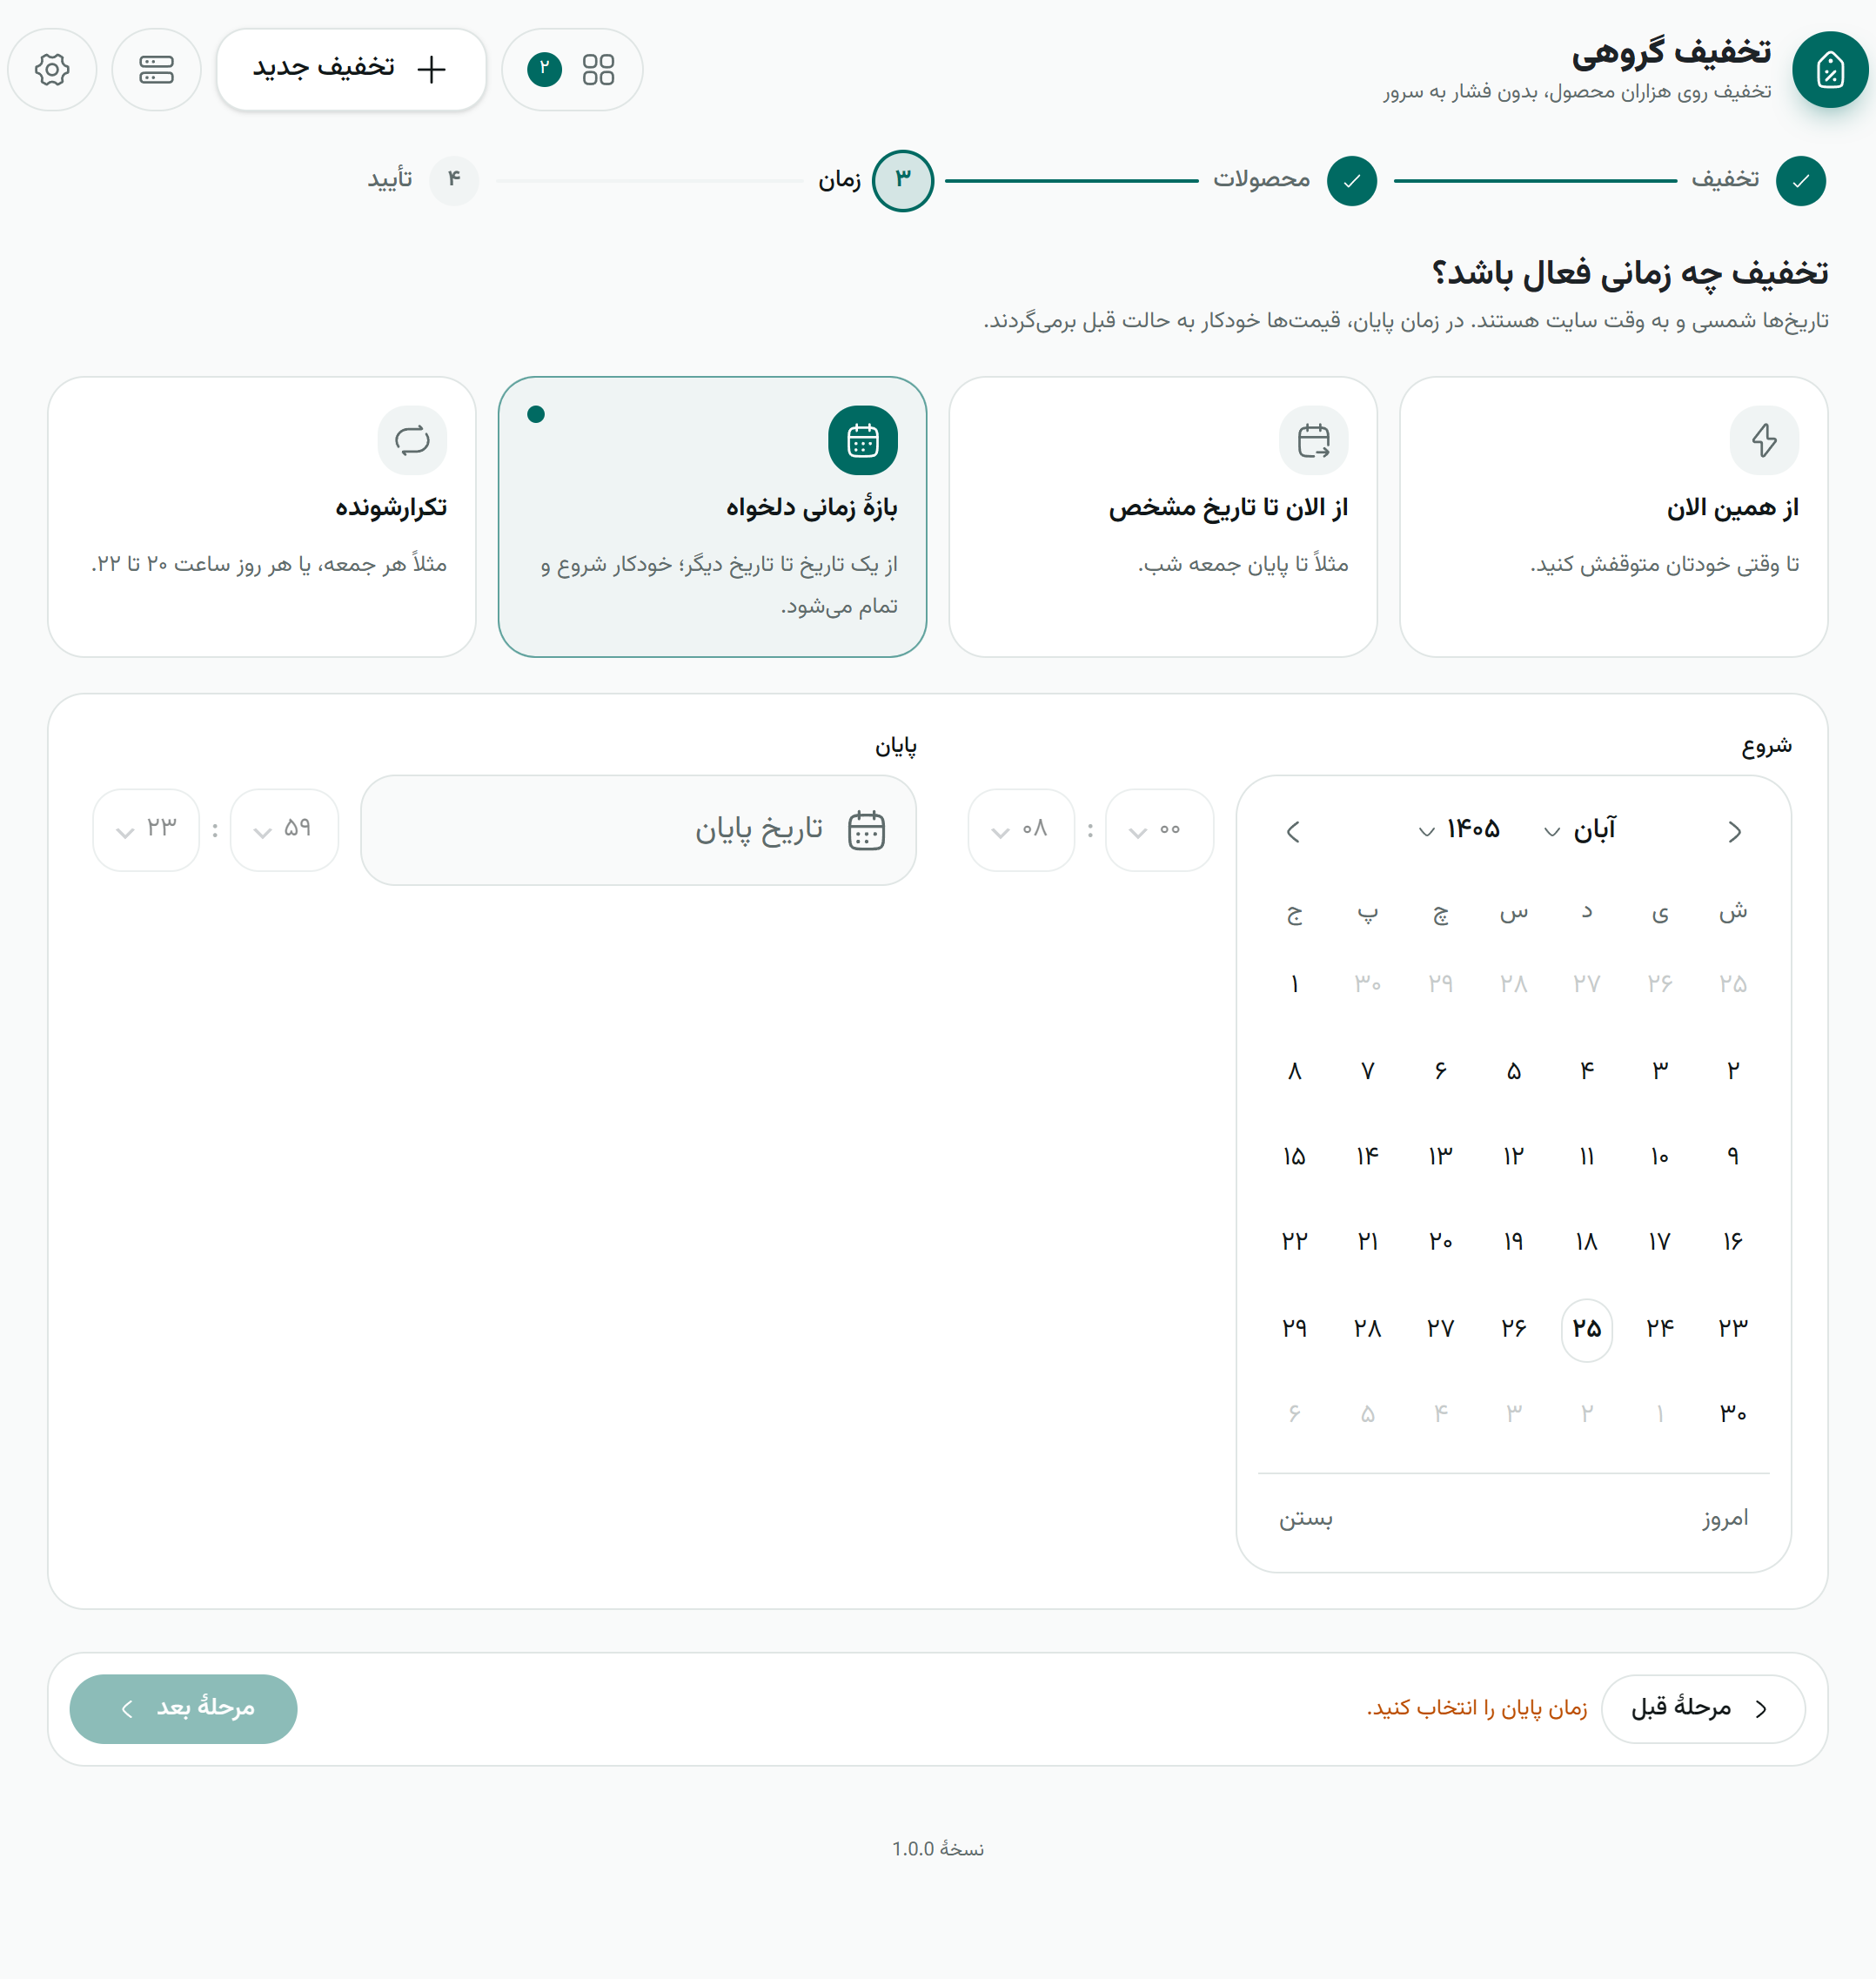 تخفیف گروهی
تخفیف روی هزاران محصول، بدون فشار به سرور
۲
تخفیف جدید
تخفیف
محصولات
۳ زمان
۴ تأیید
تخفیف چه زمانی فعال باشد؟
تاریخ‌ها شمسی و به وقت سایت هستند. در زمان پایان، قیمت‌ها خودکار به حالت قبل برمی‌گردند.
از همین الان
تا وقتی خودتان متوقفش کنید.
از الان تا تاریخ مشخص
مثلاً تا پایان جمعه شب.
بازهٔ زمانی دلخواه
از یک تاریخ تا تاریخ دیگر؛ خودکار شروع و
تمام می‌شود.
تکرارشونده
مثلاً هر جمعه، یا هر روز ساعت ۲۰ تا ۲۲.
شروع
آبان ۱۴۰۵
ش ی د س چ پ ج
۲۵ ۲۶ ۲۷ ۲۸ ۲۹ ۳۰ ۱
۲ ۳ ۴ ۵ ۶ ۷ ۸
۹ ۱۰ ۱۱ ۱۲ ۱۳ ۱۴ ۱۵
۱۶ ۱۷ ۱۸ ۱۹ ۲۰ ۲۱ ۲۲
۲۳ ۲۴ ۲۵ ۲۶ ۲۷ ۲۸ ۲۹
۳۰ ۱ ۲ ۳ ۴ ۵ ۶
امروز
بستن
۰۰ : ۰۸
پایان
تاریخ پایان
۵۹ : ۲۳
مرحلهٔ قبل
زمان پایان را انتخاب کنید.
مرحلهٔ بعد
نسخهٔ 1.0.0